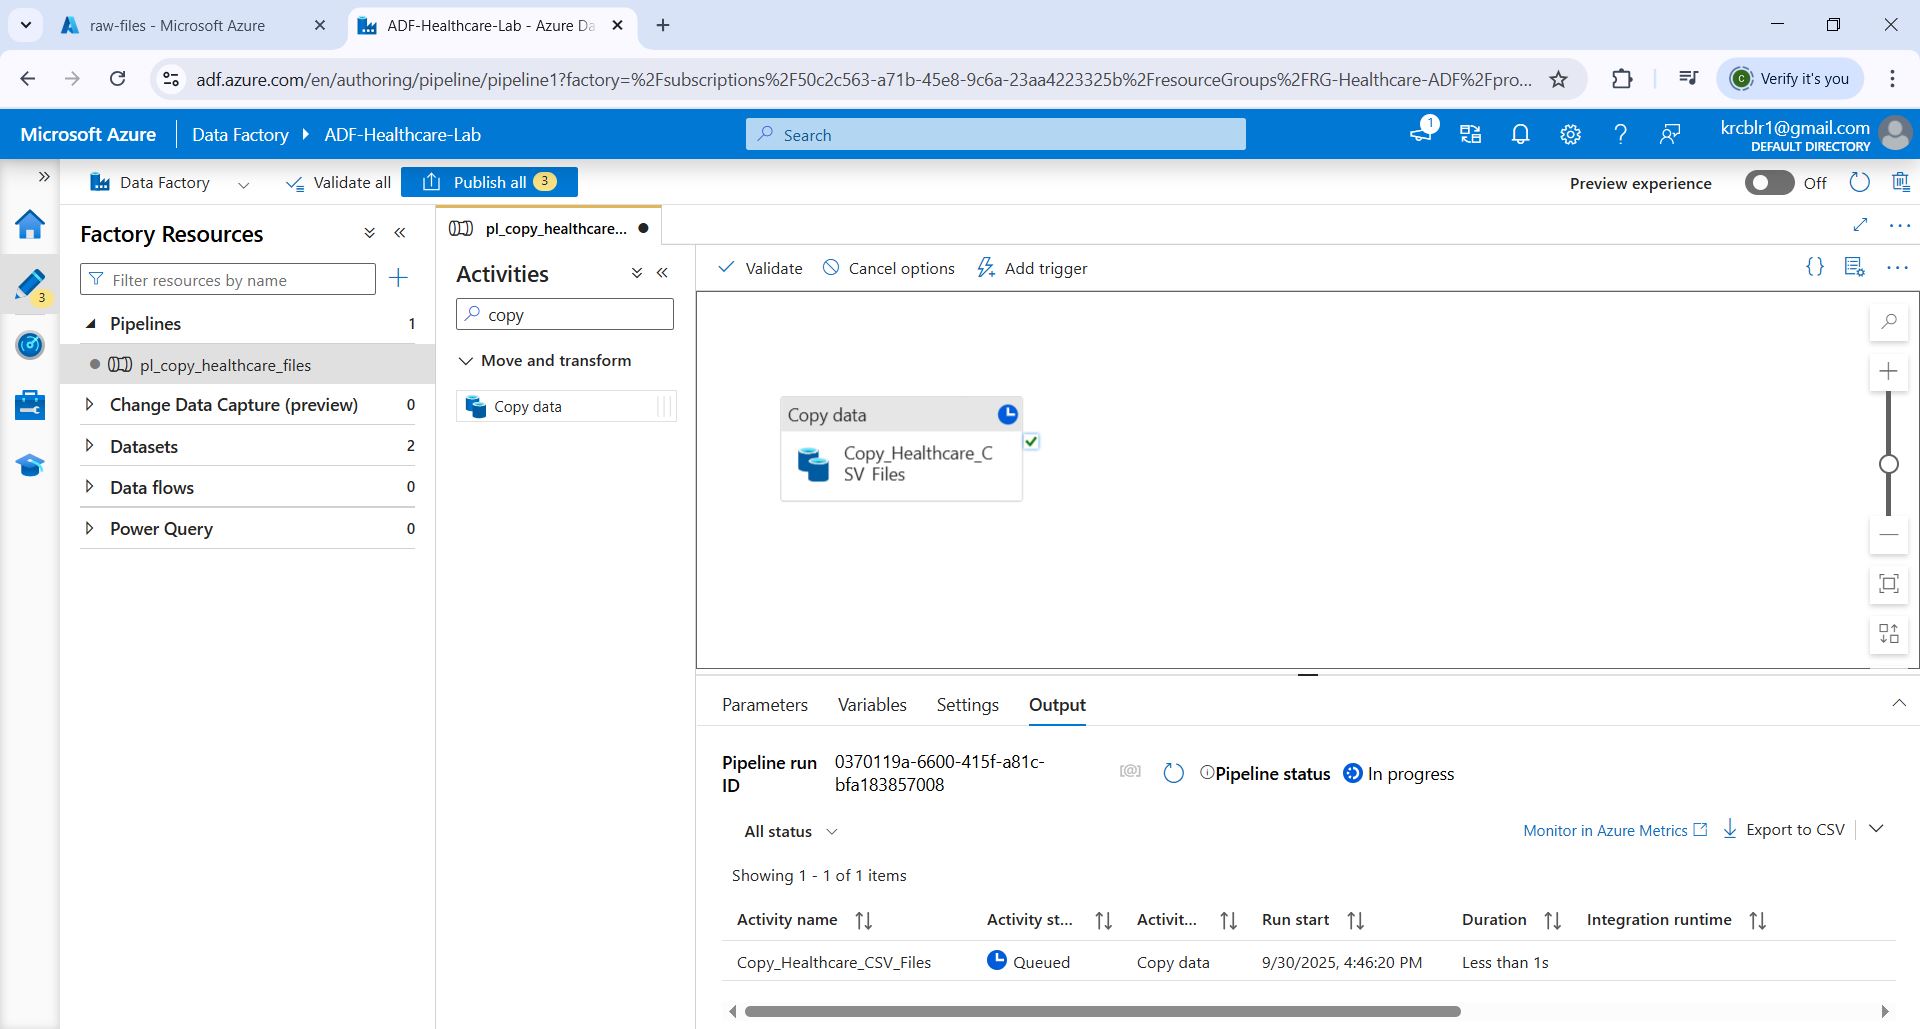 raw-files - Microsoft Azure
ADF-Healthcare-Lab - Azure Da
adf.azure.com/en/authoring/pipeline/pipeline1?factory=%2Fsubscriptions%2F50c2c563-a71b-45e8-9c6a-23aa4223325b%2FresourceGroups%2FRG-Healthcare-ADF%2Fpro...
C
Verify it's you
Microsoft Azure
Data Factory
ADF-Healthcare-Lab
Search
1
krcblr1@gmail.com
DEFAULT DIRECTORY
Data Factory
Validate all
Publish all 3
Preview experience
Off
Factory Resources
pl_copy_healthcare...
Filter resources by name
3
Pipelines 1
pl_copy_healthcare_files
Change Data Capture (preview) 0
Datasets 2
Data flows 0
Power Query 0
Activities
copy
Move and transform
Copy data
Validate
Cancel options
Add trigger
{}
Copy data
Copy_Healthcare_C
SV_Files
Parameters
Variables
Settings
Output
Pipeline run
ID
0370119a-6600-415f-a81c-
bfa183857008
[@]
Pipeline status
In progress
All status
Monitor in Azure Metrics
Export to CSV
Showing 1 - 1 of 1 items
Activity name
Activity st...
Activit...
Run start
Duration
Integration runtime
Copy_Healthcare_CSV_Files
Queued
Copy data
9/30/2025, 4:46:20 PM
Less than 1s